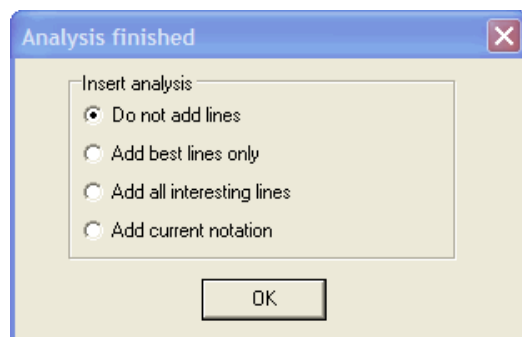 Analysis finished
Insert analysis
Do not add lines
Add best lines only
Add all interesting lines
Add current notation
OK